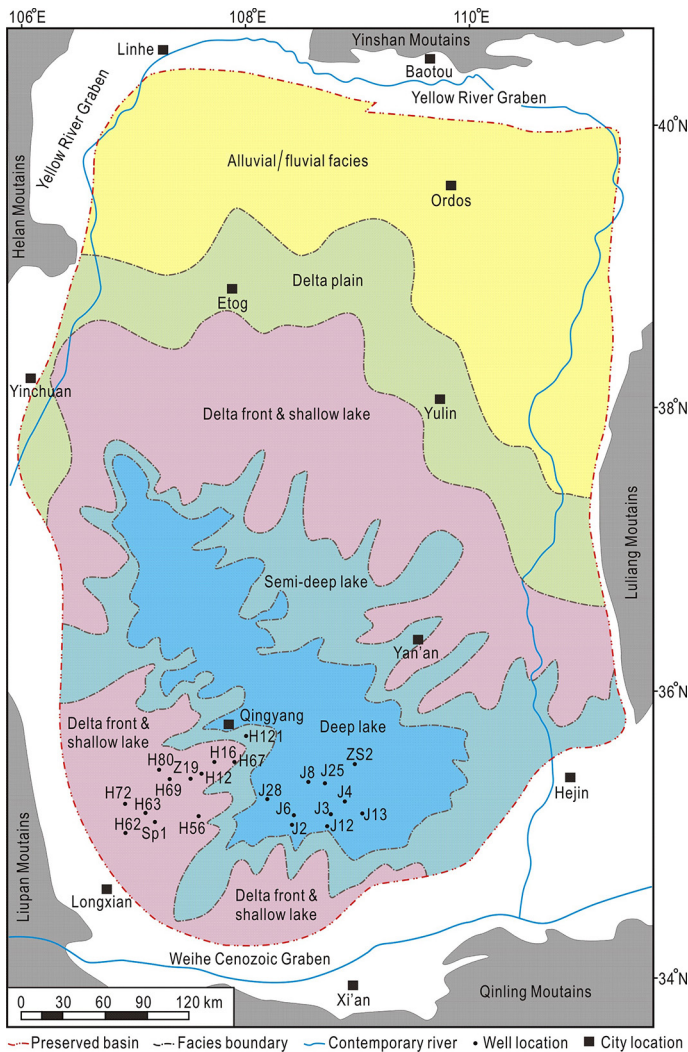 106°E
108°E
110°E
Linhe
Yinshan Moutains
Baotou
Yellow River Graben
Yellow River Graben
40°N
Alluvial/fluvial facies
Ordos
Helan Moutains
Delta plain
Etog
Yinchuan
Delta front & shallow lake
Yulin
38°N
Semi-deep lake
Luliang Moutains
Yan'an
36°N
Qingyang
Delta front &
shallow lake
Deep lake
H121
H16
H67
ZS2
H80
Z19
H12
J8
J25
H69
H72
J28
J4
H63
J6
J3
J13
H62
Sp1
H56
J2
J12
Hejin
Liupan Moutains
Longxian
Delta front &
shallow lake
Weihe Cenozoic Graben
34°N
Xi'an
Qinling Moutains
0 30 60 90 120 km
Preserved basin
Facies boundary
Contemporary river
Well location
City location